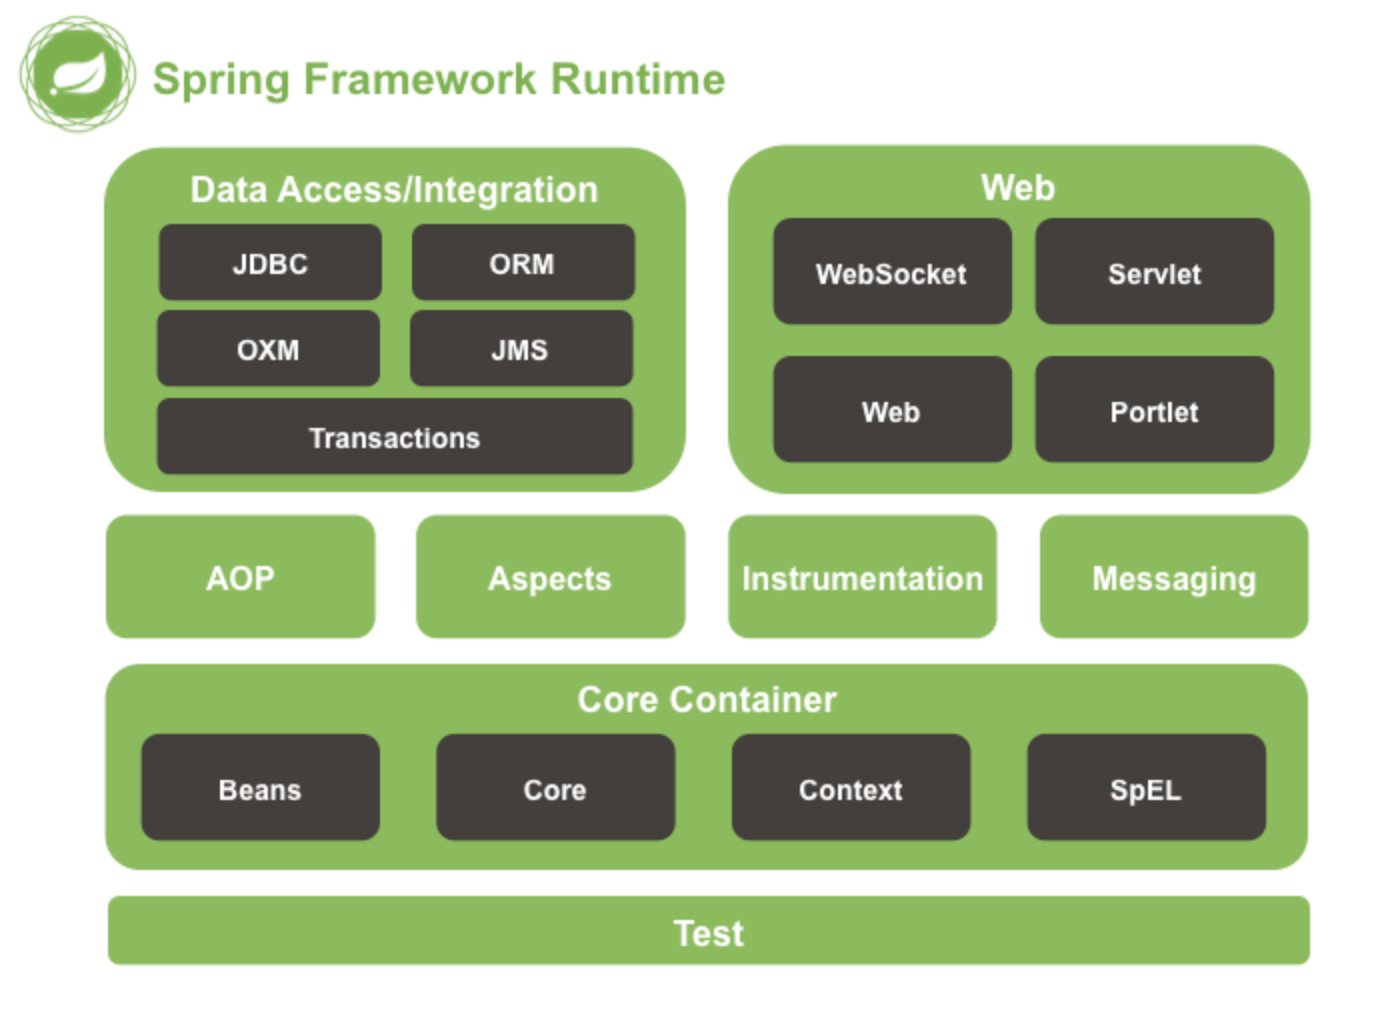 Spring Framework Runtime
Data Access/Integration
JDBC
ORM
OXM
JMS
Transactions
Web
WebSocket
Servlet
Web
Portlet
AOP
Aspects
Instrumentation
Messaging
Core Container
Beans
Core
Context
SpEL
Test